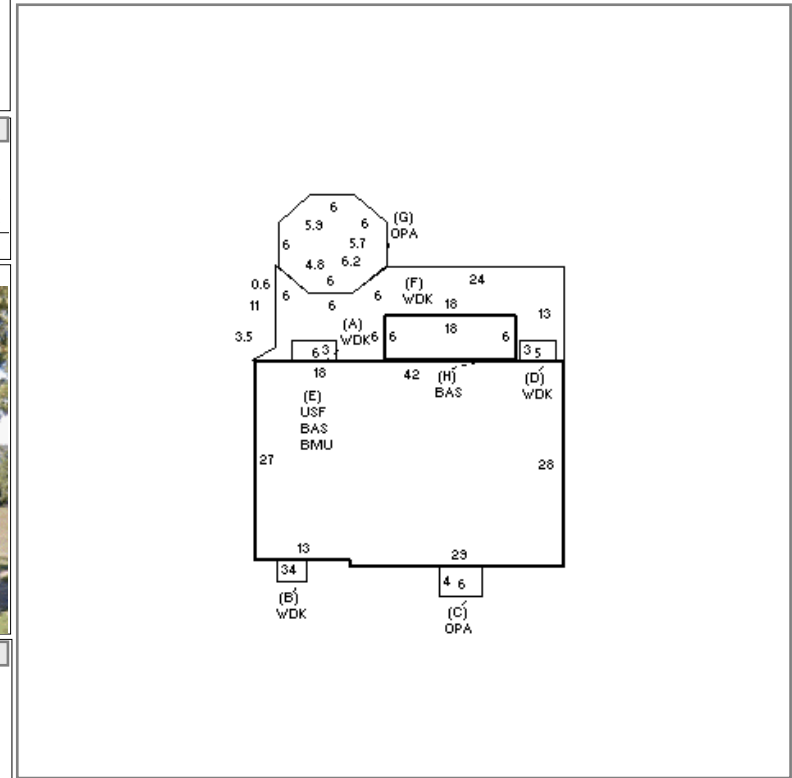 6
5.9 6
(G)
OPA
6 5.7
4.8 6.2
6
0.6 6 6 (F) 24
WDK
11 6 18
13
(A)
WDK
3.5 6 6 18 6
6 3 3 5
18 42 (H) (D)
BAS WDK
(E)
USF
BAS
BMU
27 28
13 29
34
4 6
(B)
WDK
(C)
OPA